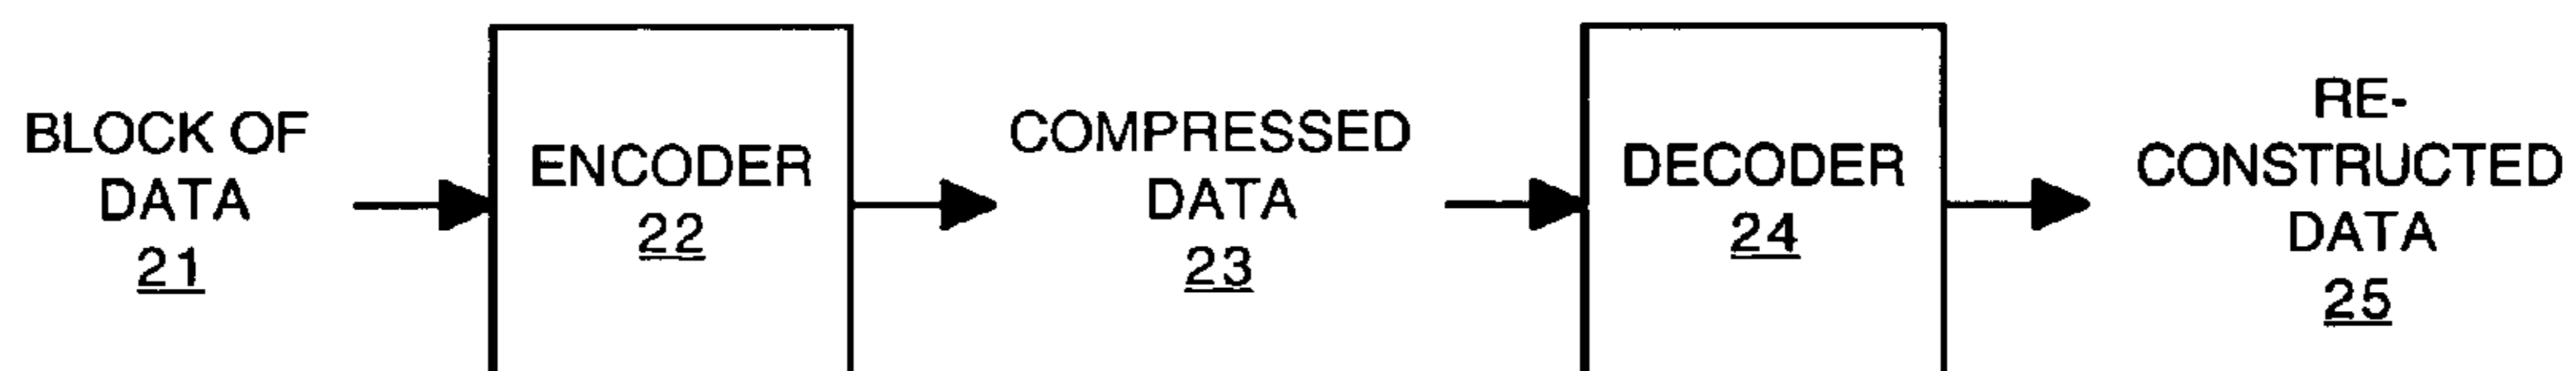 BLOCK OF
DATA
21
ENCODER
22
COMPRESSED
DATA
23
DECODER
24
RE-
CONSTRUCTED
DATA
25